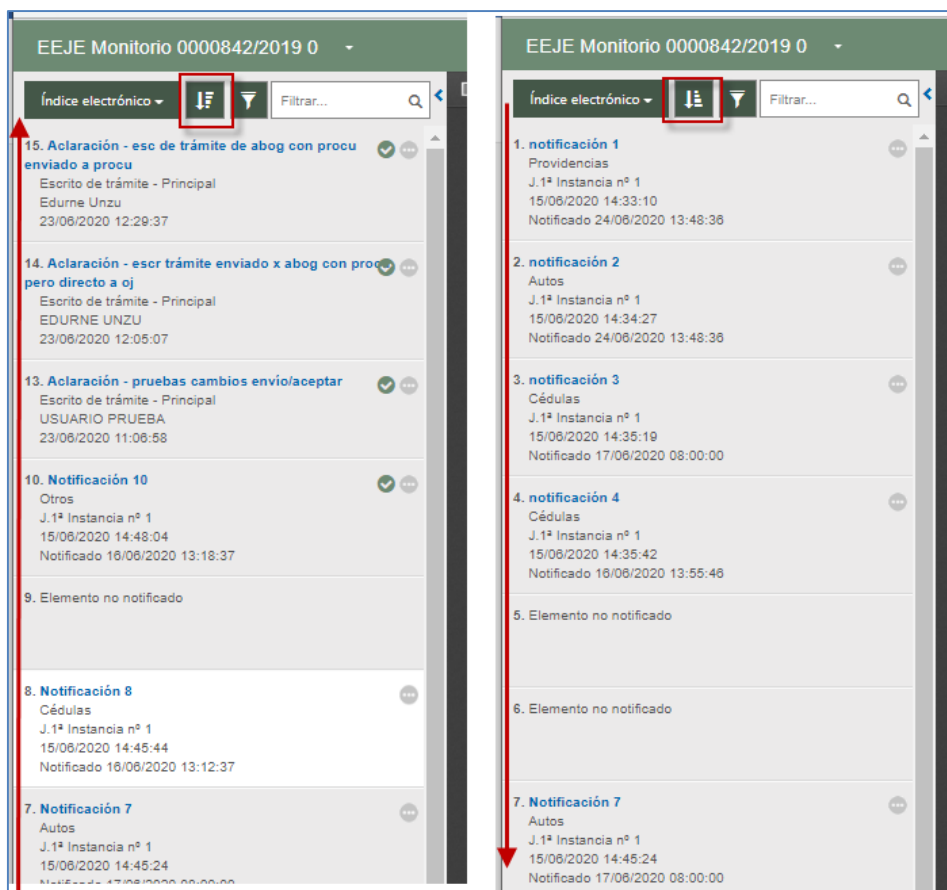 EEJE Monitorio 0000842/2019 0
Índice electrónico
Filtrar...
15. Aclaración - esc de trámite de abog con procu
enviado a procu
Escrito de trámite - Principal
Edurne Unzu
23/06/2020 12:29:37
14. Aclaración - escr trámite enviado x abog con procu
pero directo a oj
Escrito de trámite - Principal
EDURNE UNZU
23/06/2020 12:05:07
13. Aclaración - pruebas cambios envío/aceptar
Escrito de trámite - Principal
USUARIO PRUEBA
23/06/2020 11:06:58
10. Notificación 10
Otros
J.1ª Instancia nº 1
15/06/2020 14:48:04
Notificado 16/06/2020 13:18:37
9. Elemento no notificado
8. Notificación 8
Cédulas
J.1ª Instancia nº 1
15/06/2020 14:45:44
Notificado 16/06/2020 13:12:37
7. Notificación 7
Autos
J.1ª Instancia nº 1
15/06/2020 14:45:24
Notificado 17/06/2020 08:00:00
EEJE Monitorio 0000842/2019 0
Índice electrónico
Filtrar...
1. notificación 1
Providencias
J.1ª Instancia nº 1
15/06/2020 14:33:10
Notificado 24/06/2020 13:48:36
2. notificación 2
Autos
J.1ª Instancia nº 1
15/06/2020 14:34:27
Notificado 24/06/2020 13:48:36
3. notificación 3
Cédulas
J.1ª Instancia nº 1
15/06/2020 14:35:19
Notificado 17/06/2020 08:00:00
4. notificación 4
Cédulas
J.1ª Instancia nº 1
15/06/2020 14:35:42
Notificado 16/06/2020 13:55:46
5. Elemento no notificado
6. Elemento no notificado
7. Notificación 7
Autos
J.1ª Instancia nº 1
15/06/2020 14:45:24
Notificado 17/06/2020 08:00:00